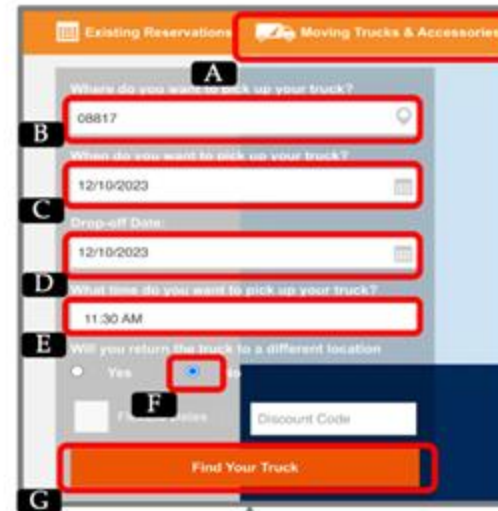 Existing Reservations Moving Trucks & Accessories
A
Where do you want to pick up your truck?
08817
B
When do you want to pick up your truck?
12/10/2023
C
Drop-off Date:
12/10/2023
D
What time do you want to pick up your truck?
11:30 AM
E
Will you return the truck to a different location
Yes
F
Discount Code
Find Your Truck
G